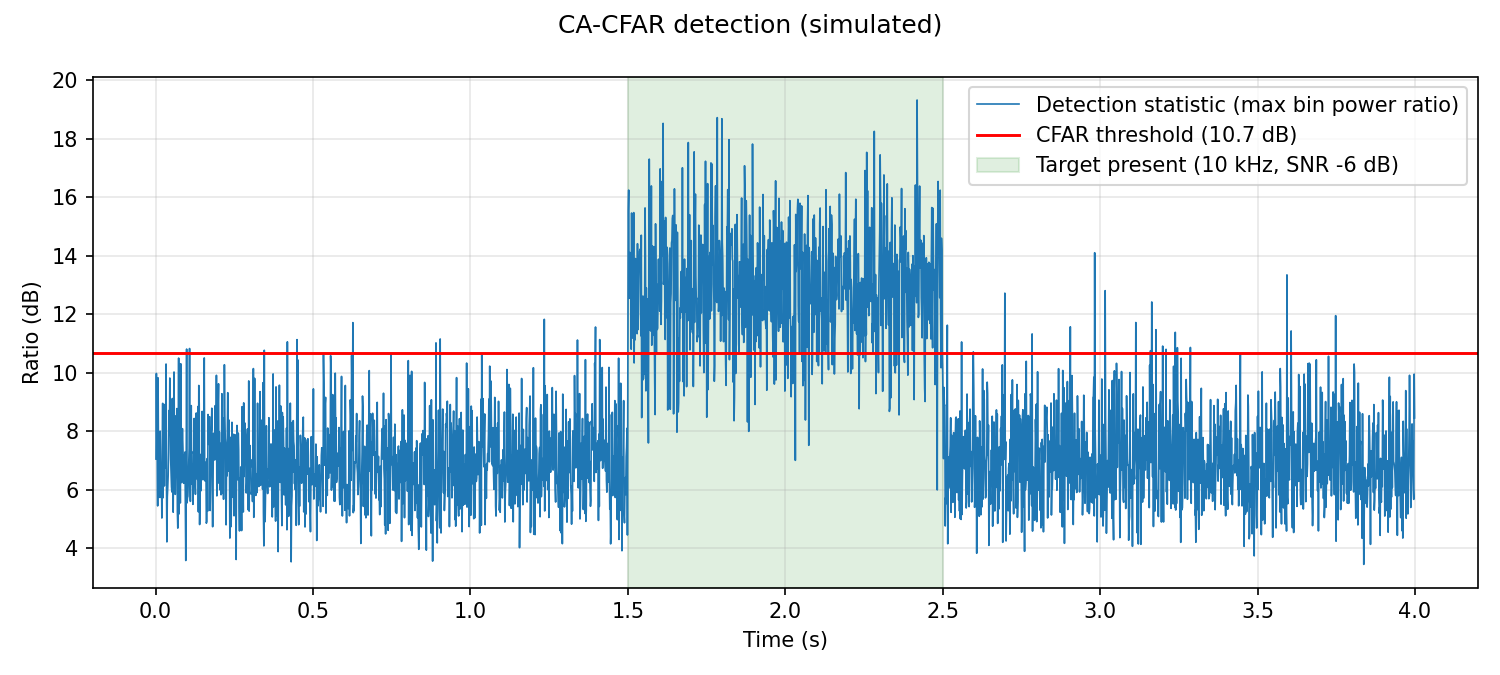 CA-CFAR detection (simulated)
Detection statistic (max bin power ratio)
CFAR threshold (10.7 dB)
Target present (10 kHz, SNR -6 dB)
Ratio (dB)
20
18
16
14
12
10
8
6
4
0.0 0.5 1.0 1.5 2.0 2.5 3.0 3.5 4.0
Time (s)